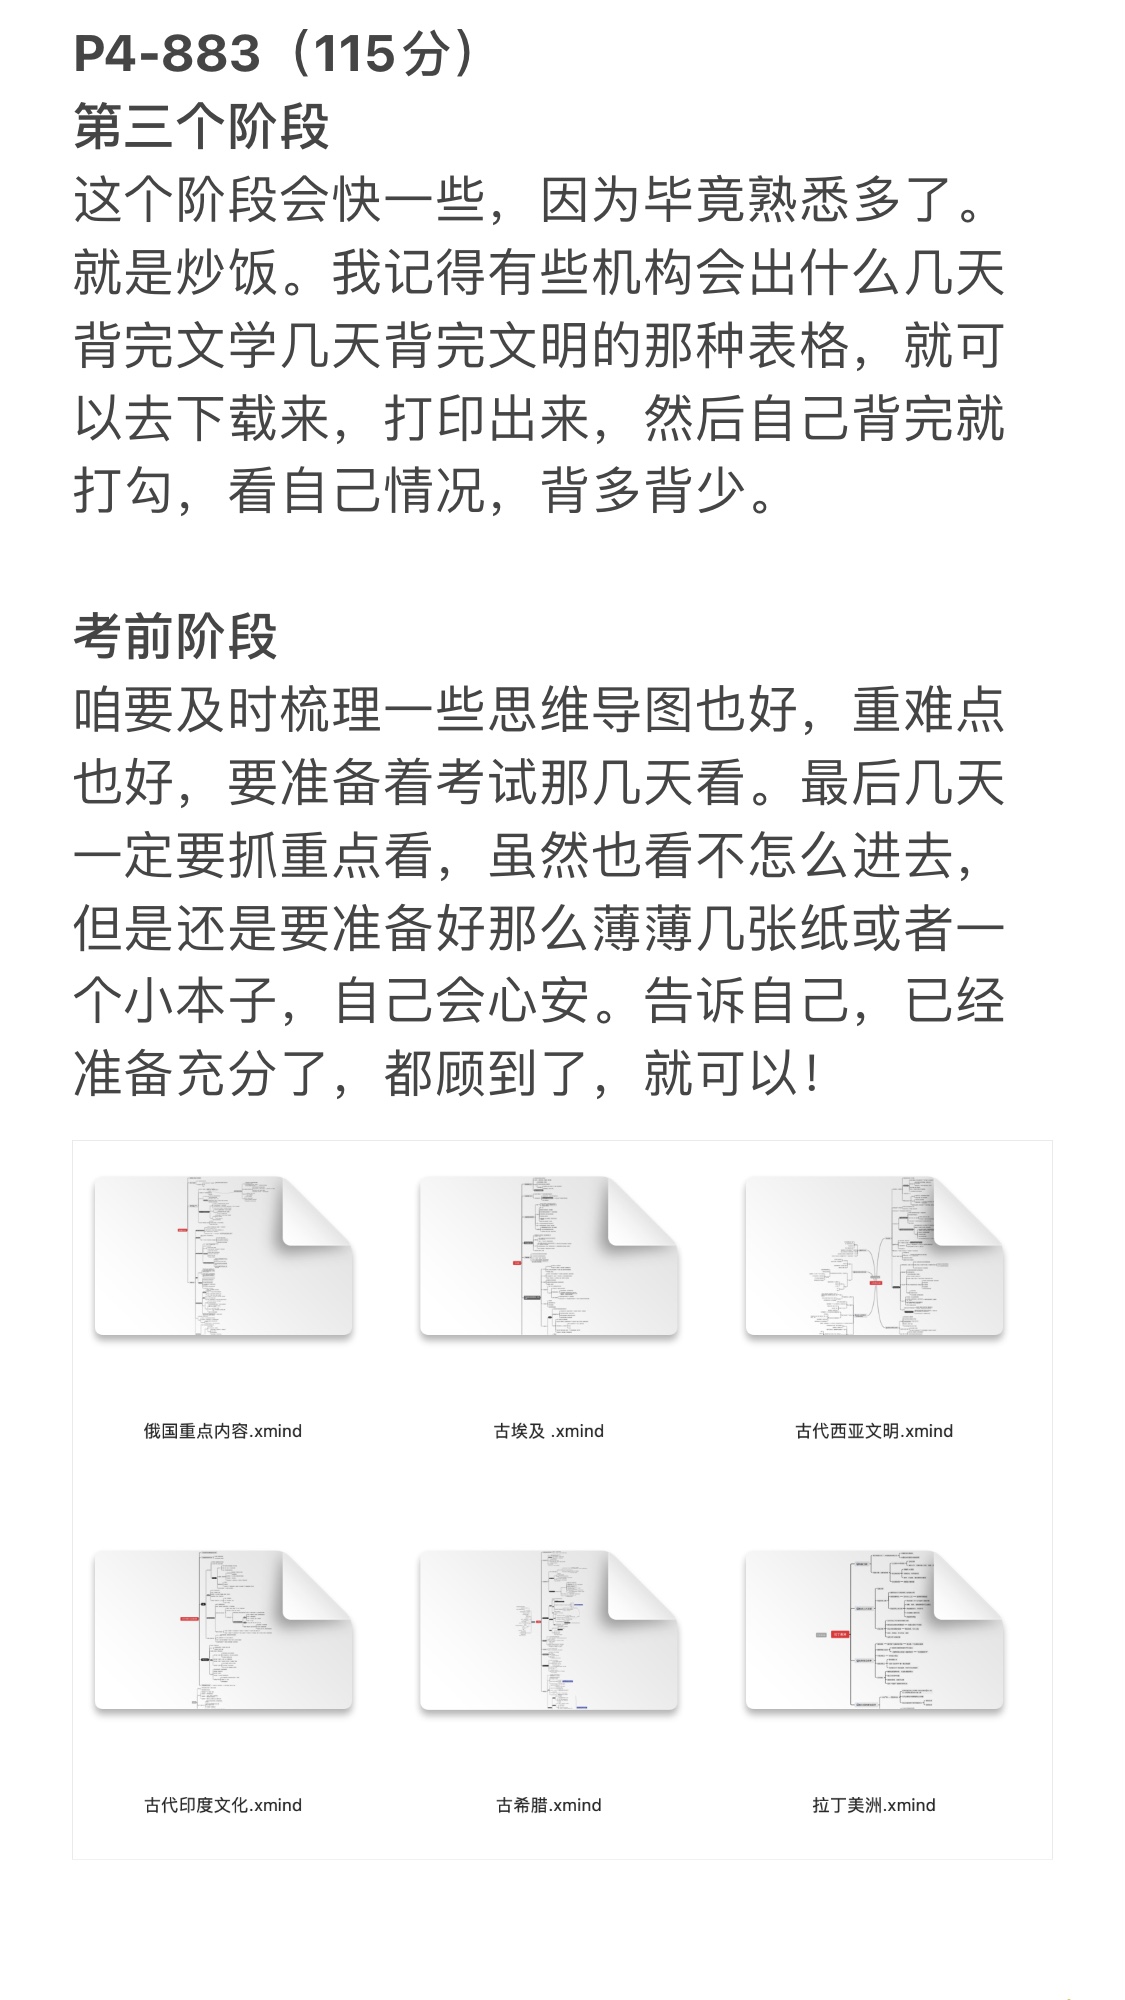 P4-883（115分）
第三个阶段
这个阶段会快一些，因为毕竟熟悉多了。
就是炒饭。我记得有些机构会出什么几天
背完文学几天背完文明的那种表格，就可
以去下载来，打印出来，然后自己背完就
打勾，看自己情况，背多背少。
考前阶段
咱要及时梳理一些思维导图也好，重难点
也好，要准备着考试那几天看。最后几天
一定要抓重点看，虽然也看不怎么进去，
但是还是要准备好那么薄薄几张纸或者一
个小本子，自己会心安。告诉自己，已经
准备充分了，都顾到了，就可以！
俄国重点内容.xmind
古埃及 .xmind
古代西亚文明.xmind
古代印度文化.xmind
古希腊.xmind
拉丁美洲.xmind